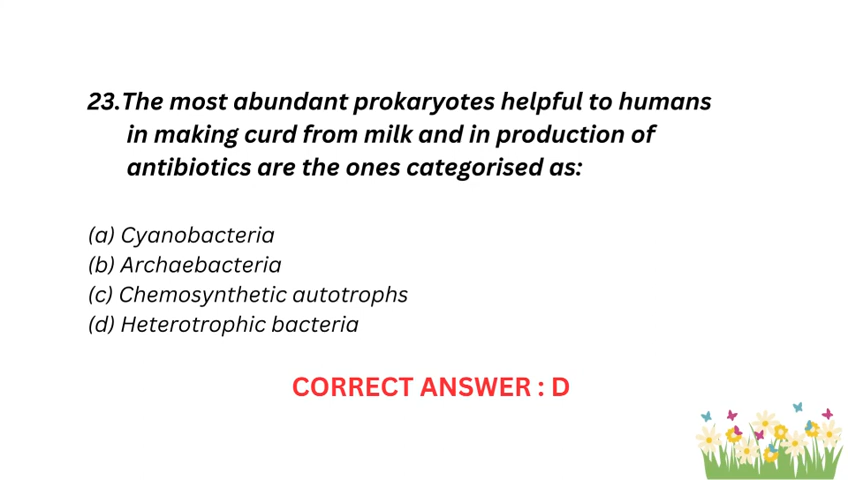 23.The most abundant prokaryotes helpful to humans
in making curd from milk and in production of
antibiotics are the ones categorised as:
(a) Cyanobacteria
(b) Archaebacteria
(c) Chemosynthetic autotrophs
(d) Heterotrophic bacteria
CORRECT ANSWER : D